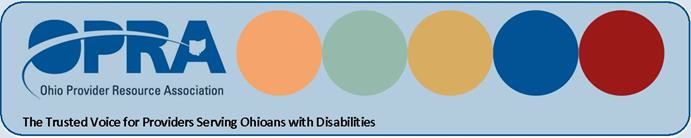 OPRA
Ohio Provider Resource Association
The Trusted Voice for Providers Serving Ohioans with Disabilities